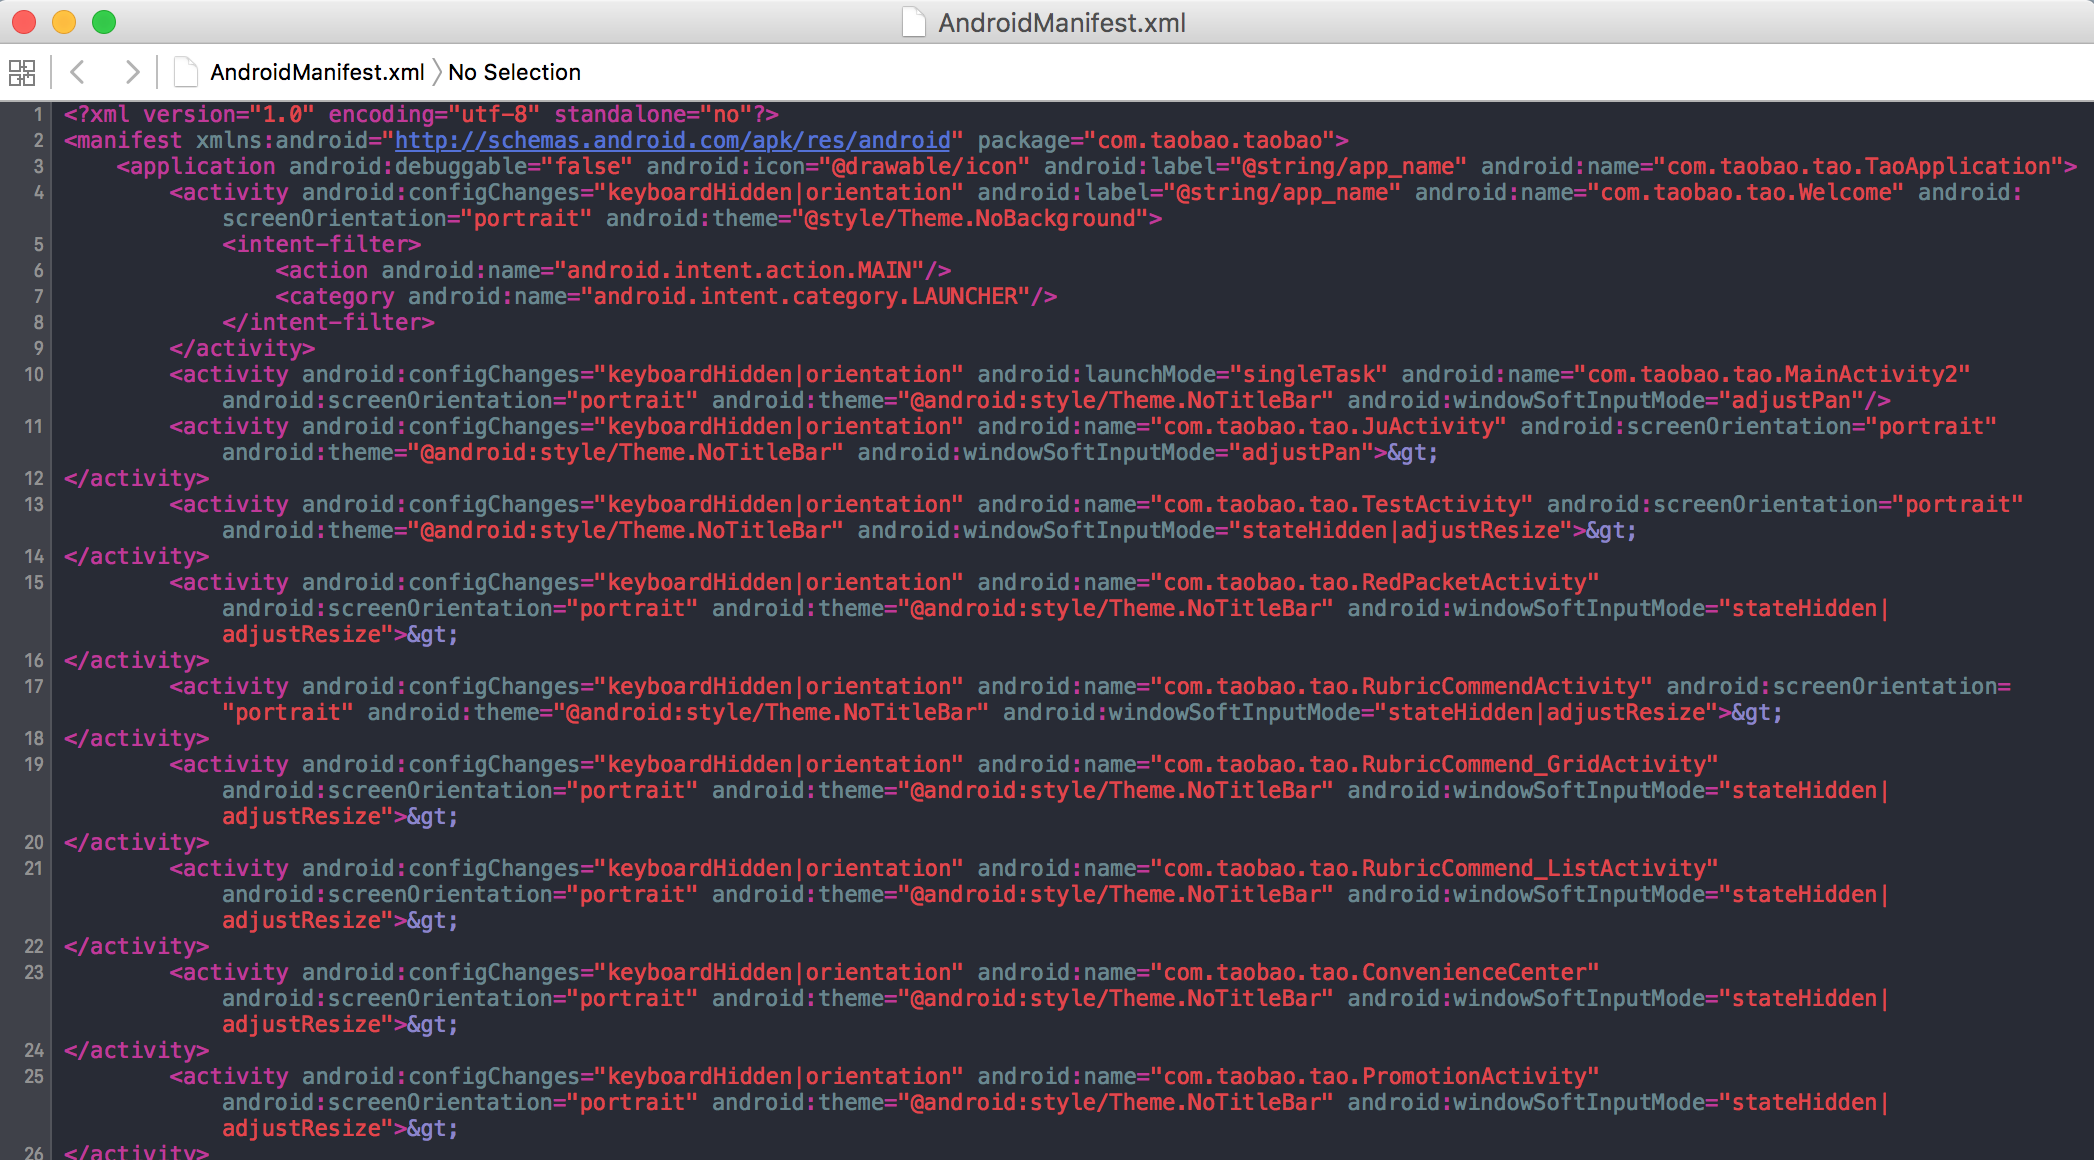 AndroidManifest.xml
AndroidManifest.xml 〉 No Selection
1 <?xml version="1.0" encoding="utf-8" standalone="no"?>
2 <manifest xmlns:android="http://schemas.android.com/apk/res/android" package="com.taobao.taobao">
3 <application android:debuggable="false" android:icon="@drawable/icon" android:label="@string/app_name" android:name="com.taobao.tao.TaoApplication">
4 <activity android:configChanges="keyboardHidden|orientation" android:label="@string/app_name" android:name="com.taobao.tao.Welcome" android:
screenOrientation="portrait" android:theme="@style/Theme.NoBackground">
5 <intent-filter>
6 <action android:name="android.intent.action.MAIN"/>
7 <category android:name="android.intent.category.LAUNCHER"/>
8 </intent-filter>
9 </activity>
10 <activity android:configChanges="keyboardHidden|orientation" android:launchMode="singleTask" android:name="com.taobao.tao.MainActivity2"
android:screenOrientation="portrait" android:theme="@android:style/Theme.NoTitleBar" android:windowSoftInputMode="adjustPan"/>
11 <activity android:configChanges="keyboardHidden|orientation" android:name="com.taobao.tao.JuActivity" android:screenOrientation="portrait"
android:theme="@android:style/Theme.NoTitleBar" android:windowSoftInputMode="adjustPan">&gt;
12 </activity>
13 <activity android:configChanges="keyboardHidden|orientation" android:name="com.taobao.tao.TestActivity" android:screenOrientation="portrait"
android:theme="@android:style/Theme.NoTitleBar" android:windowSoftInputMode="stateHidden|adjustResize">&gt;
14 </activity>
15 <activity android:configChanges="keyboardHidden|orientation" android:name="com.taobao.tao.RedPacketActivity"
android:screenOrientation="portrait" android:theme="@android:style/Theme.NoTitleBar" android:windowSoftInputMode="stateHidden|
adjustResize">&gt;
16 </activity>
17 <activity android:configChanges="keyboardHidden|orientation" android:name="com.taobao.tao.RubricCommendActivity" android:screenOrientation=
"portrait" android:theme="@android:style/Theme.NoTitleBar" android:windowSoftInputMode="stateHidden|adjustResize">&gt;
18 </activity>
19 <activity android:configChanges="keyboardHidden|orientation" android:name="com.taobao.tao.RubricCommend_GridActivity"
android:screenOrientation="portrait" android:theme="@android:style/Theme.NoTitleBar" android:windowSoftInputMode="stateHidden|
adjustResize">&gt;
20 </activity>
21 <activity android:configChanges="keyboardHidden|orientation" android:name="com.taobao.tao.RubricCommend_ListActivity"
android:screenOrientation="portrait" android:theme="@android:style/Theme.NoTitleBar" android:windowSoftInputMode="stateHidden|
adjustResize">&gt;
22 </activity>
23 <activity android:configChanges="keyboardHidden|orientation" android:name="com.taobao.tao.ConvenienceCenter"
android:screenOrientation="portrait" android:theme="@android:style/Theme.NoTitleBar" android:windowSoftInputMode="stateHidden|
adjustResize">&gt;
24 </activity>
25 <activity android:configChanges="keyboardHidden|orientation" android:name="com.taobao.tao.PromotionActivity"
android:screenOrientation="portrait" android:theme="@android:style/Theme.NoTitleBar" android:windowSoftInputMode="stateHidden|
adjustResize">&gt;
26 </activity>